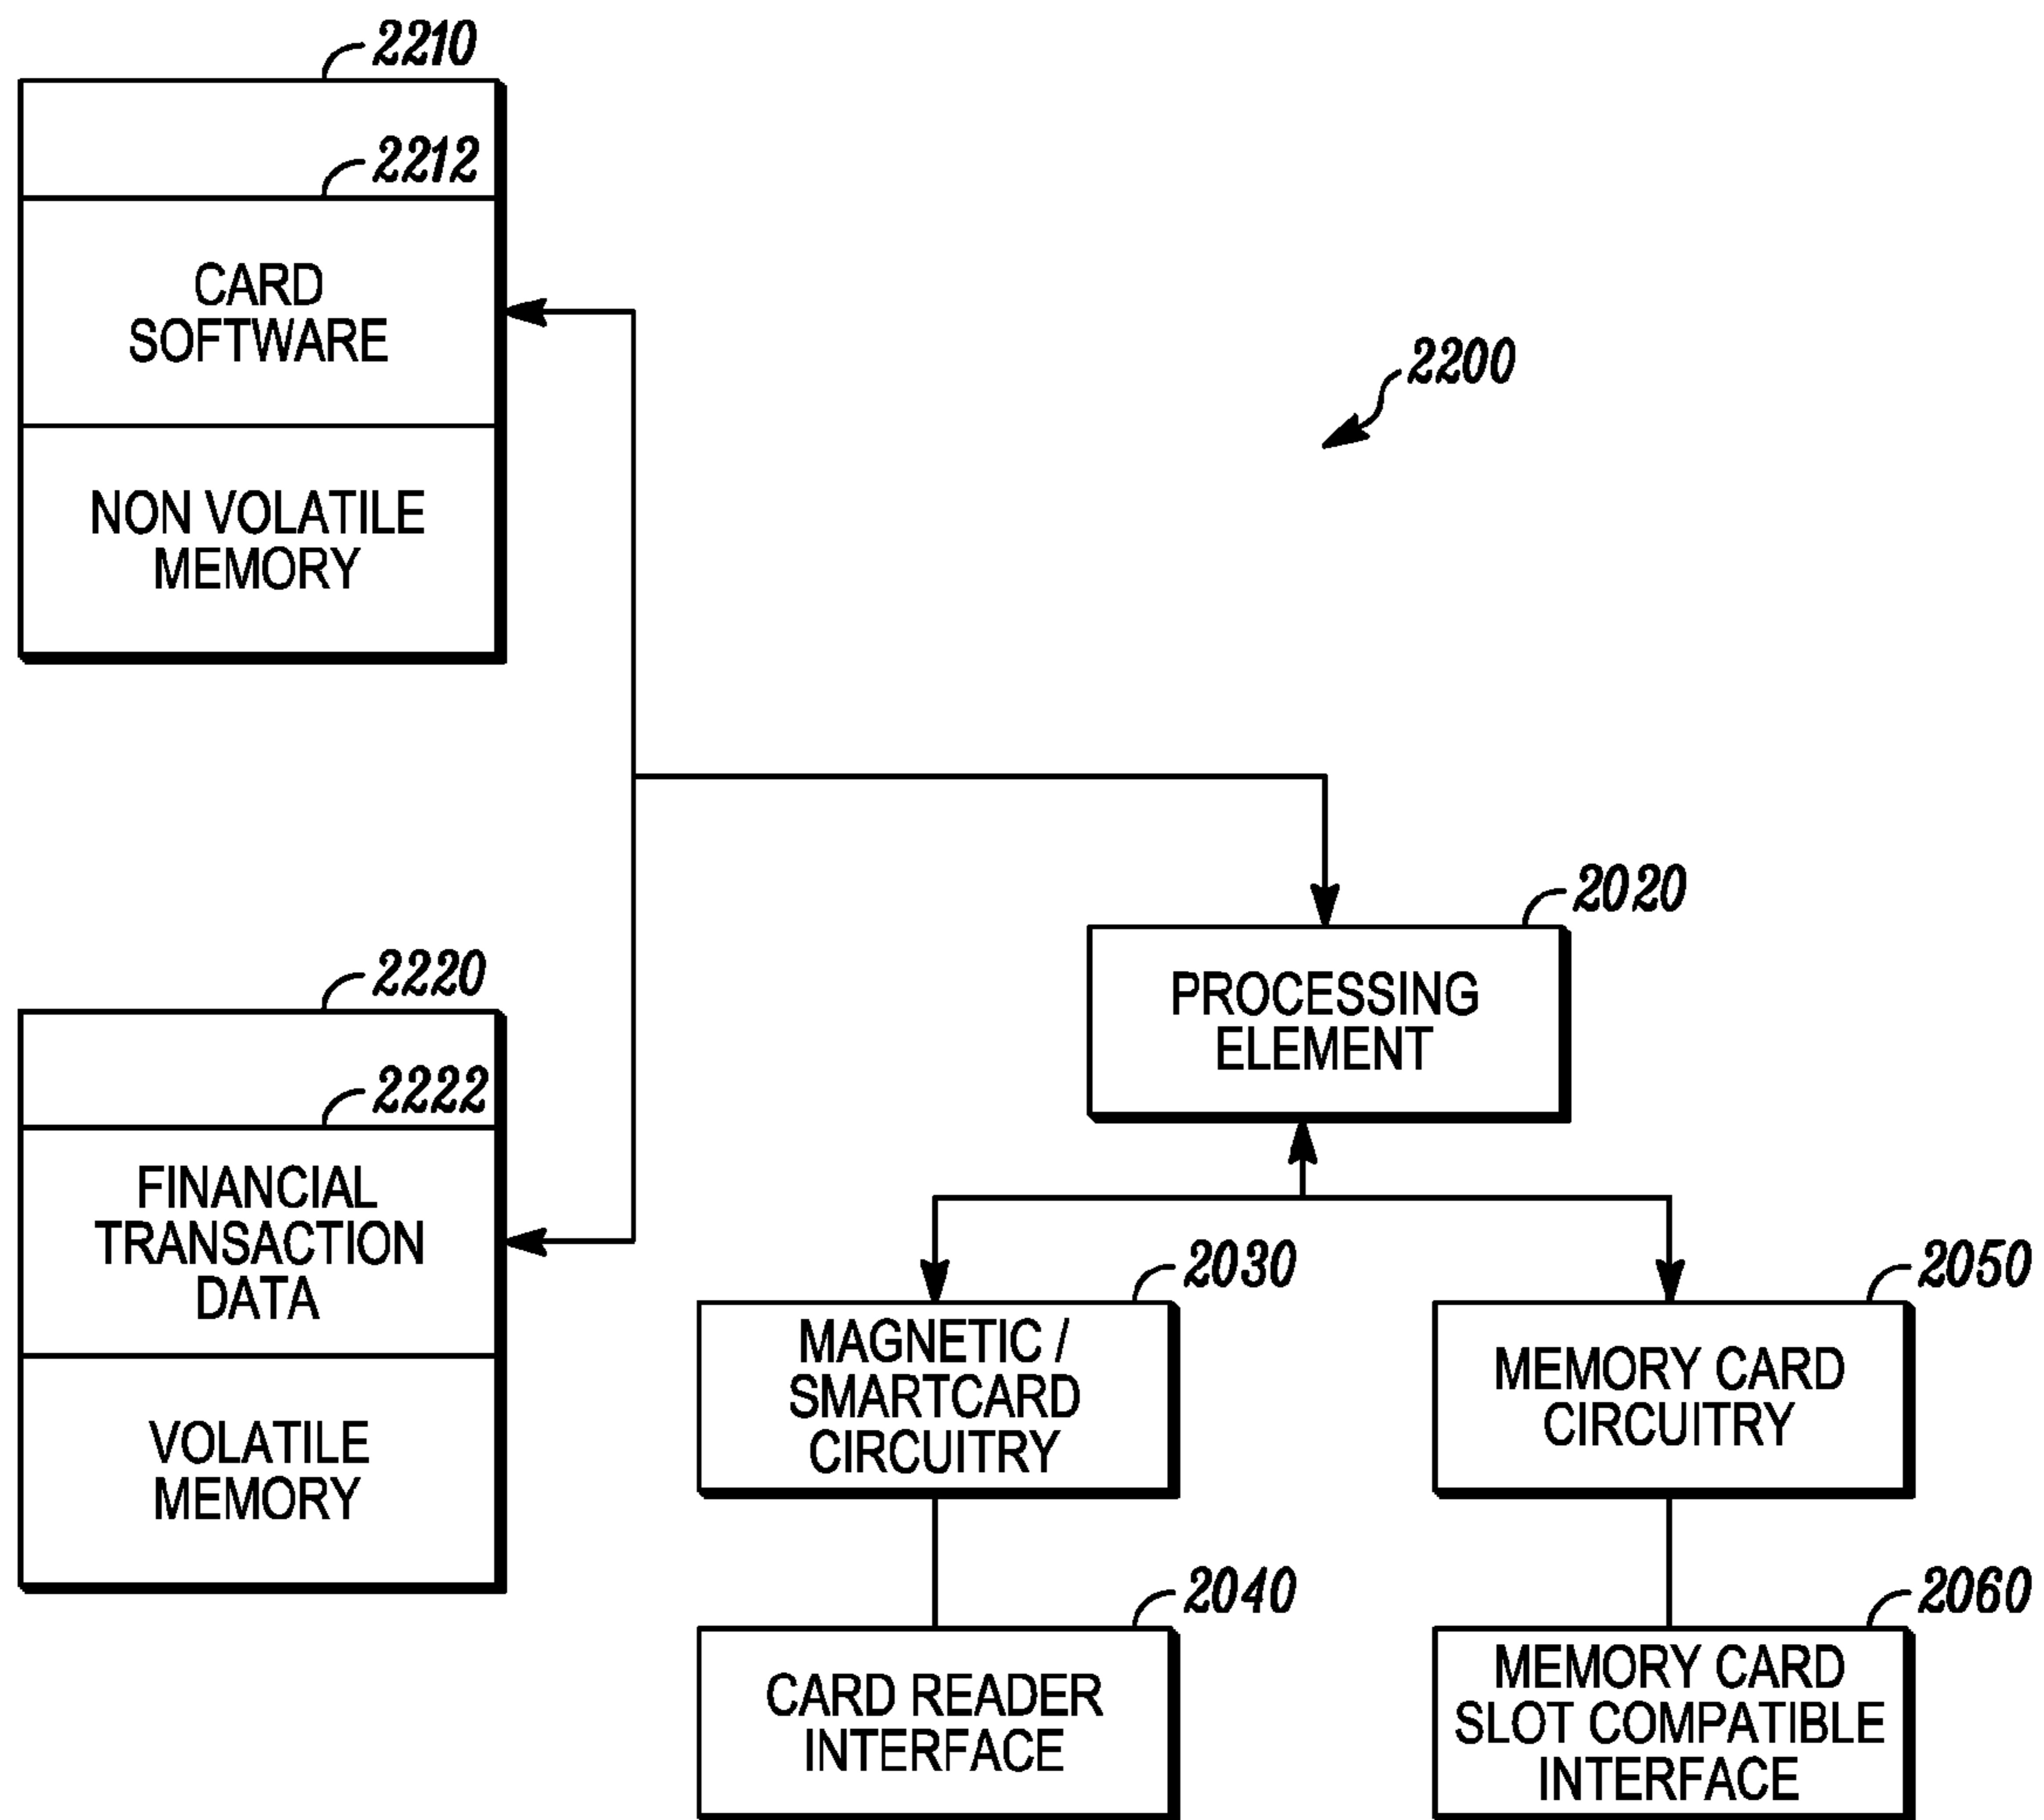 2210
2212
CARD
SOFTWARE
NON VOLATILE
MEMORY
2200
2220
2222
FINANCIAL
TRANSACTION
DATA
VOLATILE
MEMORY
2020
PROCESSING
ELEMENT
2030
MAGNETIC /
SMARTCARD
CIRCUITRY
2050
MEMORY CARD
CIRCUITRY
2040
CARD READER
INTERFACE
2060
MEMORY CARD
SLOT COMPATIBLE
INTERFACE